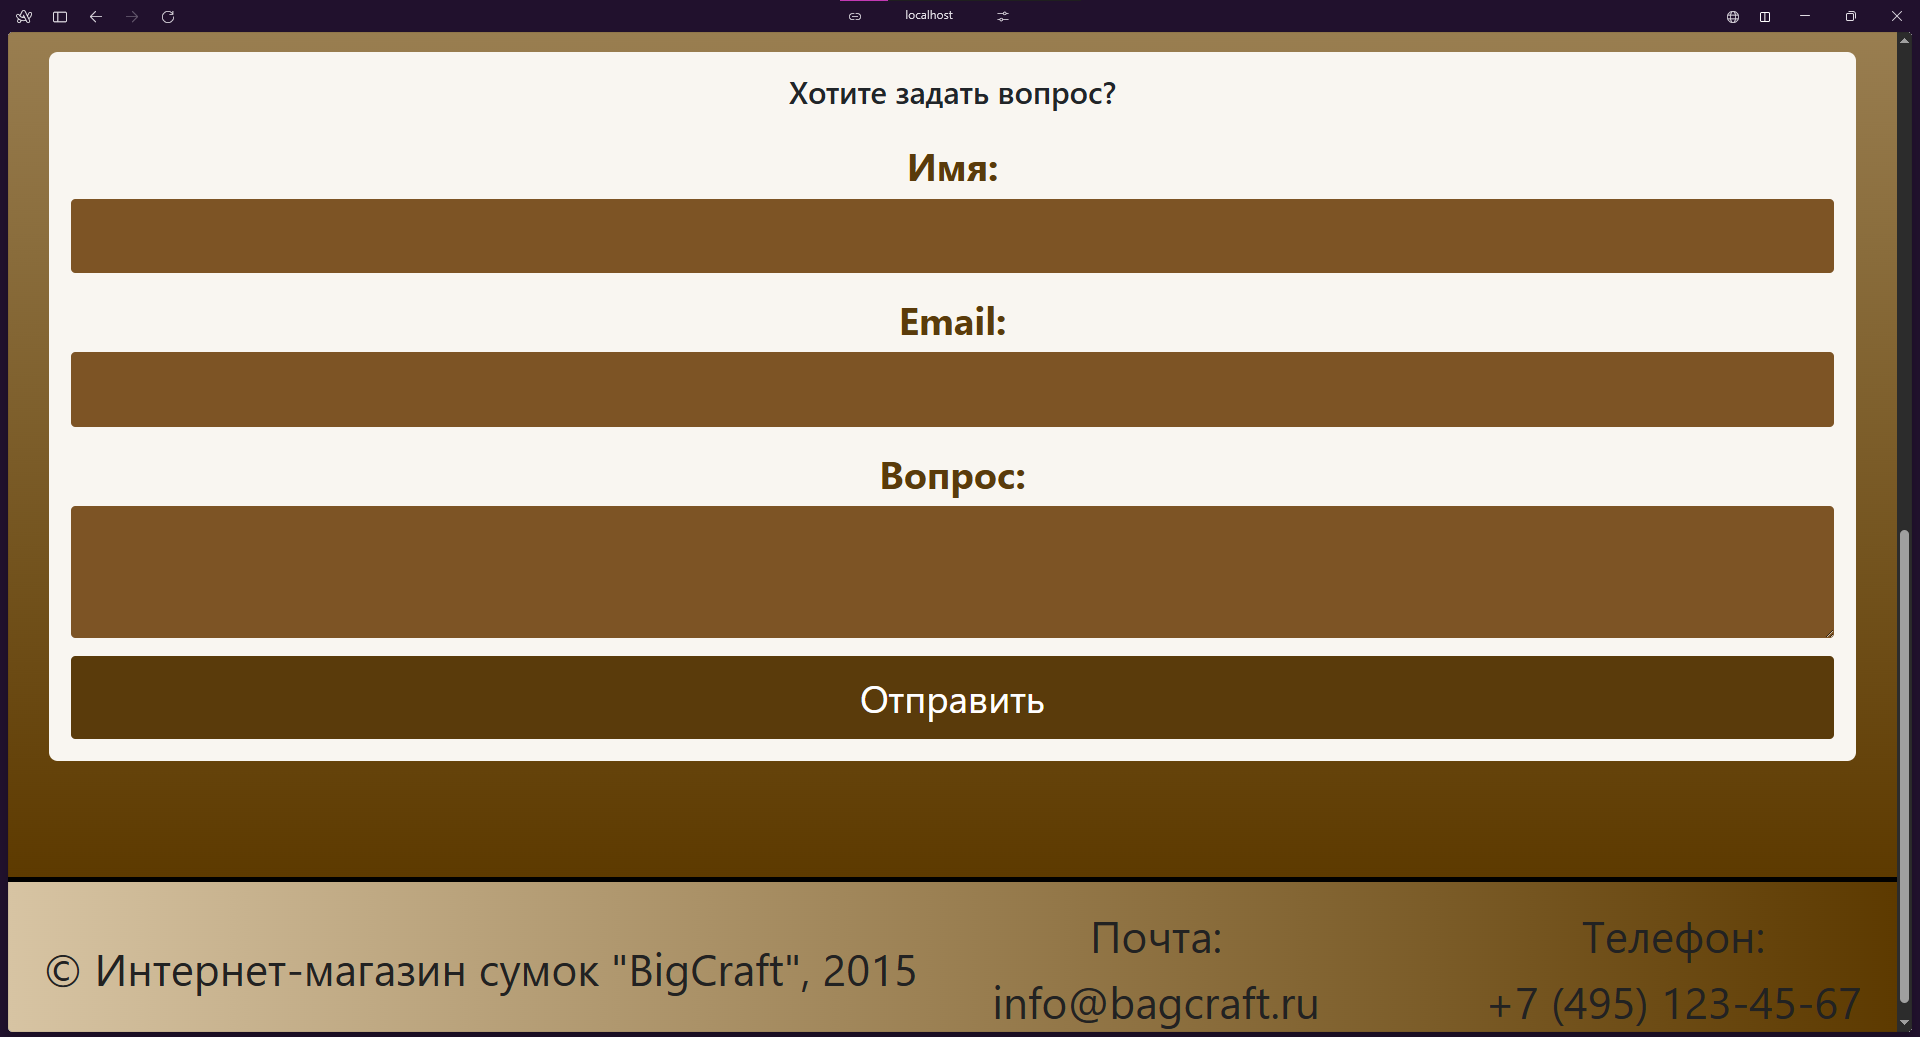 localhost
Хотите задать вопрос?
Имя:
Email:
Вопрос:
Отправить
© Интернет-магазин сумок "BigCraft", 2015
Почта:
info@bagcraft.ru
Телефон:
+7 (495) 123-45-67